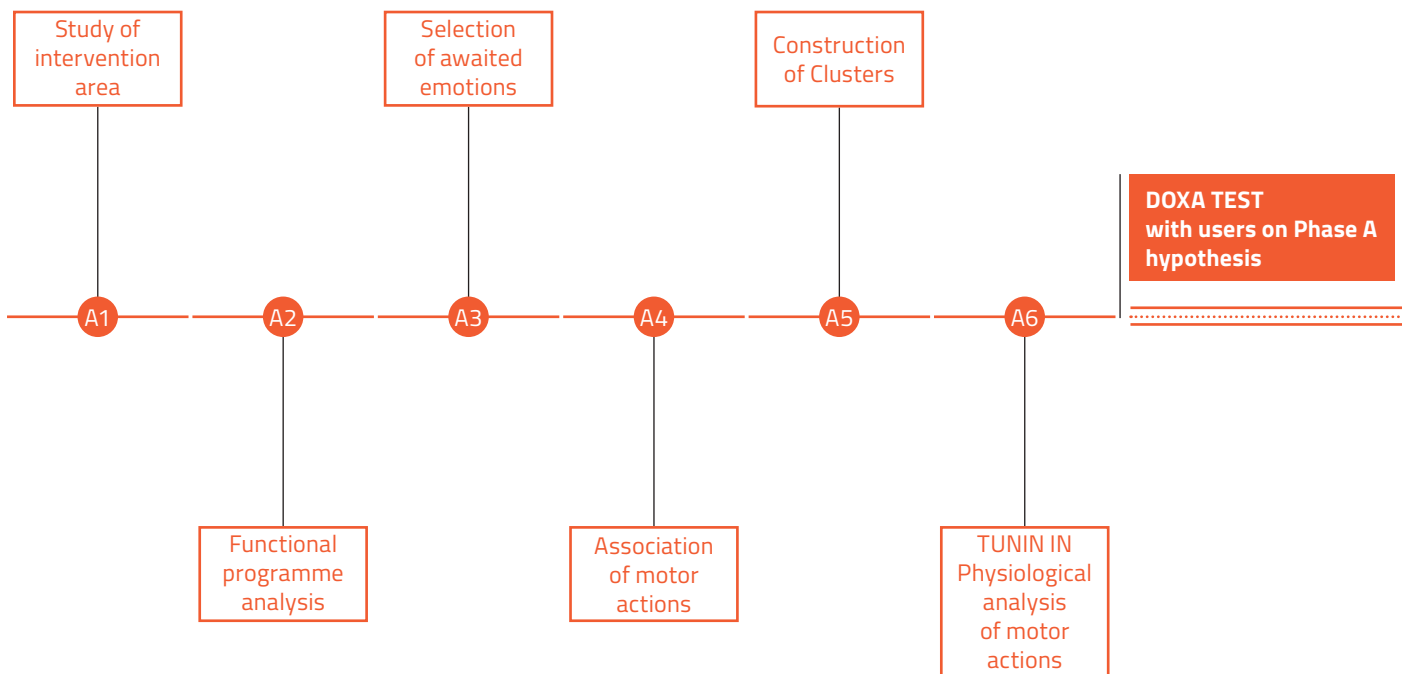 Study of
intervention
area
Selection
of awaited
emotions
Construction
of Clusters
DOXA TEST
with users on Phase A
hypothesis
A1
A2
A3
A4
A5
A6
Functional
programme
analysis
Association
of motor
actions
TUNIN IN
Physiological
analysis
of motor
actions